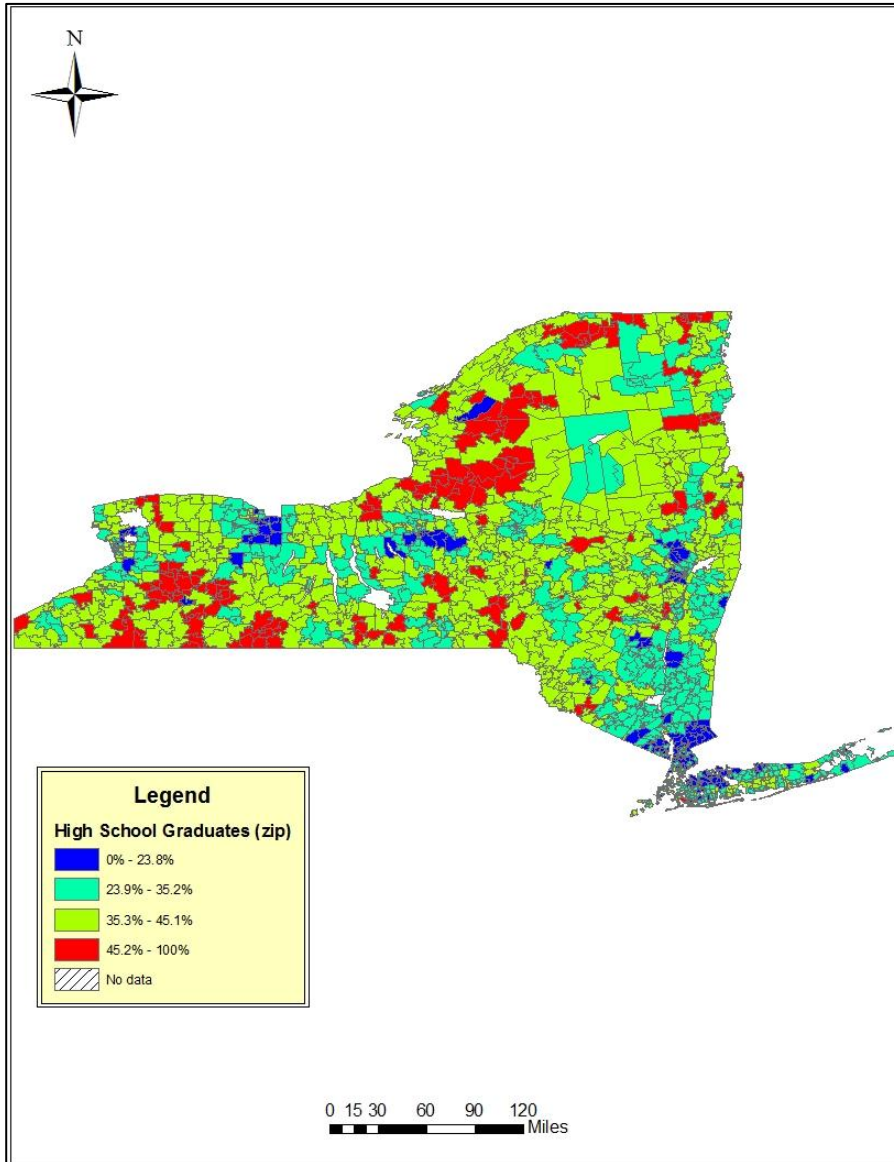 N
Legend
High School Graduates (zip)
0% - 23.8%
23.9% - 35.2%
35.3% - 45.1%
45.2% - 100%
No data
0 15 30 60 90 120
Miles